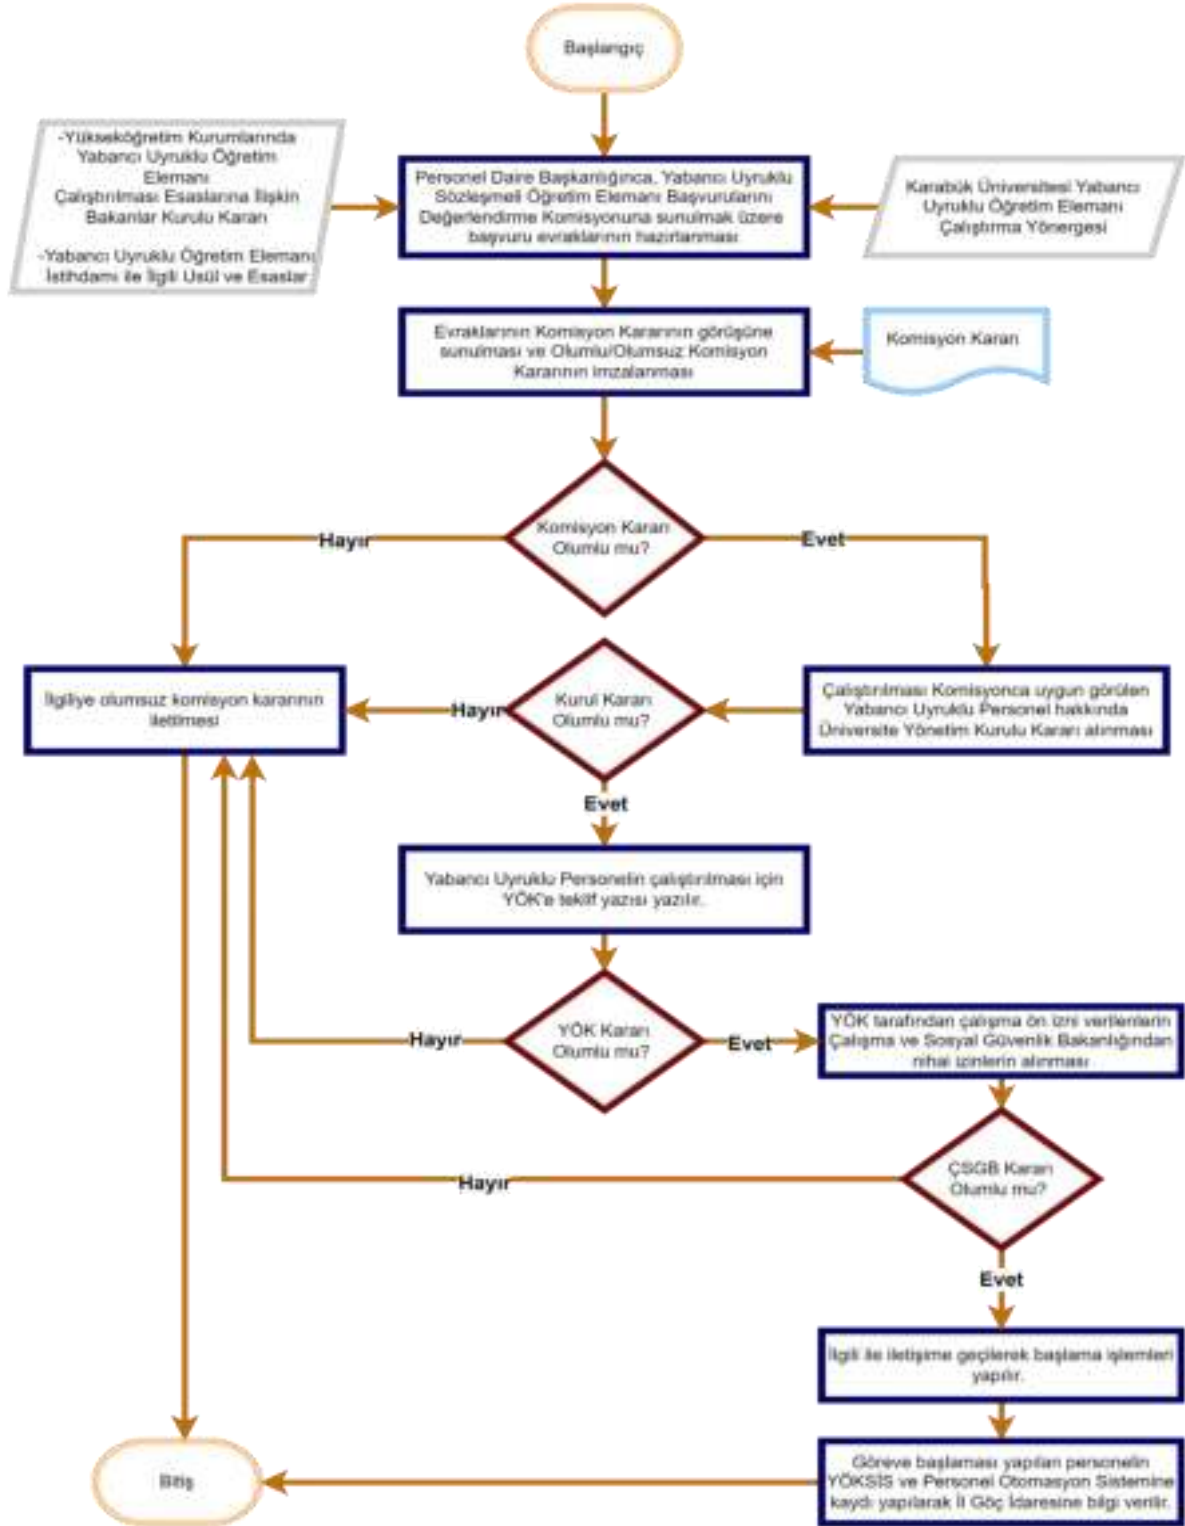 Başlangıç
-Yükseköğretim Kurumlarında
Yabancı Uyruklu Öğretim
Elemanı
Çalıştırılması Esaslarına İlişkin
Bakanlar Kurulu Kararı
-Yabancı Uyruklu Öğretim Elemanı
İstihdamı ile İlgili Usül ve Esaslar
Personel Daire Başkanlığınca, Yabancı Uyruklu
Sözleşmeli Öğretim Elemanı Başvurularını
Değerlendirme Komisyonuna sunulmak üzere
başvuru evraklarının hazırlanması
Karabük Üniversitesi Yabancı
Uyruklu Öğretim Elemanı
Çalıştırma Yönergesi
Evraklarının Komisyon Kararının görüşüne
sunulması ve Olumlu/Olumsuz Komisyon
Kararının İmzalanması
Komisyon Kararı
Komisyon Kararı
Olumlu mu?
Hayır
Evet
İlgiliye olumsuz komisyon kararının
iletilmesi
Hayır
Kurul Kararı
Olumlu mu?
Çalıştırılması Komisyonca uygun görülen
Yabancı Uyruklu Personel hakkında
Üniversite Yönetim Kurulu Kararı alınması
Evet
Yabancı Uyruklu Personelin çalıştırılması için
YÖK'e teklif yazısı yazılır.
Hayır
YÖK Kararı
Olumlu mu?
Evet
YÖK tarafından çalışma ön izni verilenlerin
Çalışma ve Sosyal Güvenlik Bakanlığından
nihai izinlerin alınması
Hayır
ÇSGB Kararı
Olumlu mu?
Evet
İlgili ile iletişime geçilerek başlama işlemleri
yapılır.
Göreve başlaması yapılan personelin
YÖKSİS ve Personel Otomasyon Sistemine
kaydı yapılarak İl Göç İdaresine bilgi verilir.
Bitiş